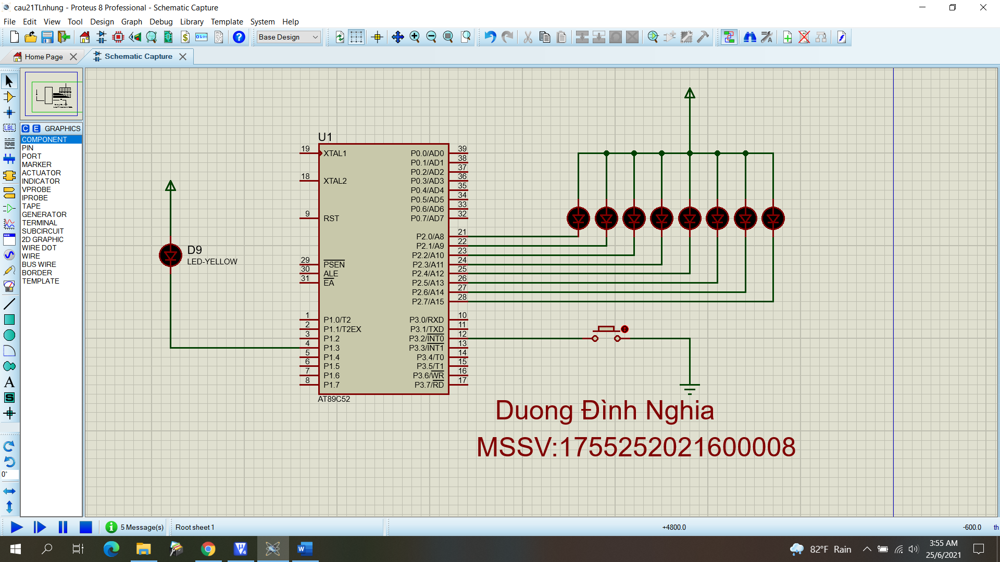 cau21TLnhung - Proteus 8 Professional - Schematic Capture
File Edit View Tool Design Graph Debug Library Template System Help
Base Design
Home Page
Schematic Capture
LBL
C E GRAPHICS
COMPONENT
PIN
PORT
MARKER
ACTUATOR
INDICATOR
VPROBE
IPROBE
TAPE
GENERATOR
TERMINAL
SUBCIRCUIT
2D GRAPHIC
WIRE DOT
WIRE
BUS WIRE
BORDER
TEMPLATE
A
S
0°
U1
19 XTAL1
18 XTAL2
9 RST
29 PSEN
30 ALE
31 EA
1 P1.0/T2
2 P1.1/T2EX
3 P1.2
4 P1.3
5 P1.4
6 P1.5
7 P1.6
8 P1.7
P0.0/AD0 39
P0.1/AD1 38
P0.2/AD2 37
P0.3/AD3 36
P0.4/AD4 35
P0.5/AD5 34
P0.6/AD6 33
P0.7/AD7 32
P2.0/A8 21
P2.1/A9 22
P2.2/A10 23
P2.3/A11 24
P2.4/A12 25
P2.5/A13 26
P2.6/A14 27
P2.7/A15 28
P3.0/RXD 10
P3.1/TXD 11
P3.2/INT0 12
P3.3/INT1 13
P3.4/T0 14
P3.5/T1 15
P3.6/WR 16
P3.7/RD 17
AT89C52
D9
LED-YELLOW
Duong Đình Nghia
MSSV:1755252021600008
5 Message(s)
Root sheet 1
+4800.0
-600.0
th
82°F Rain
3:55 AM
25/6/2021